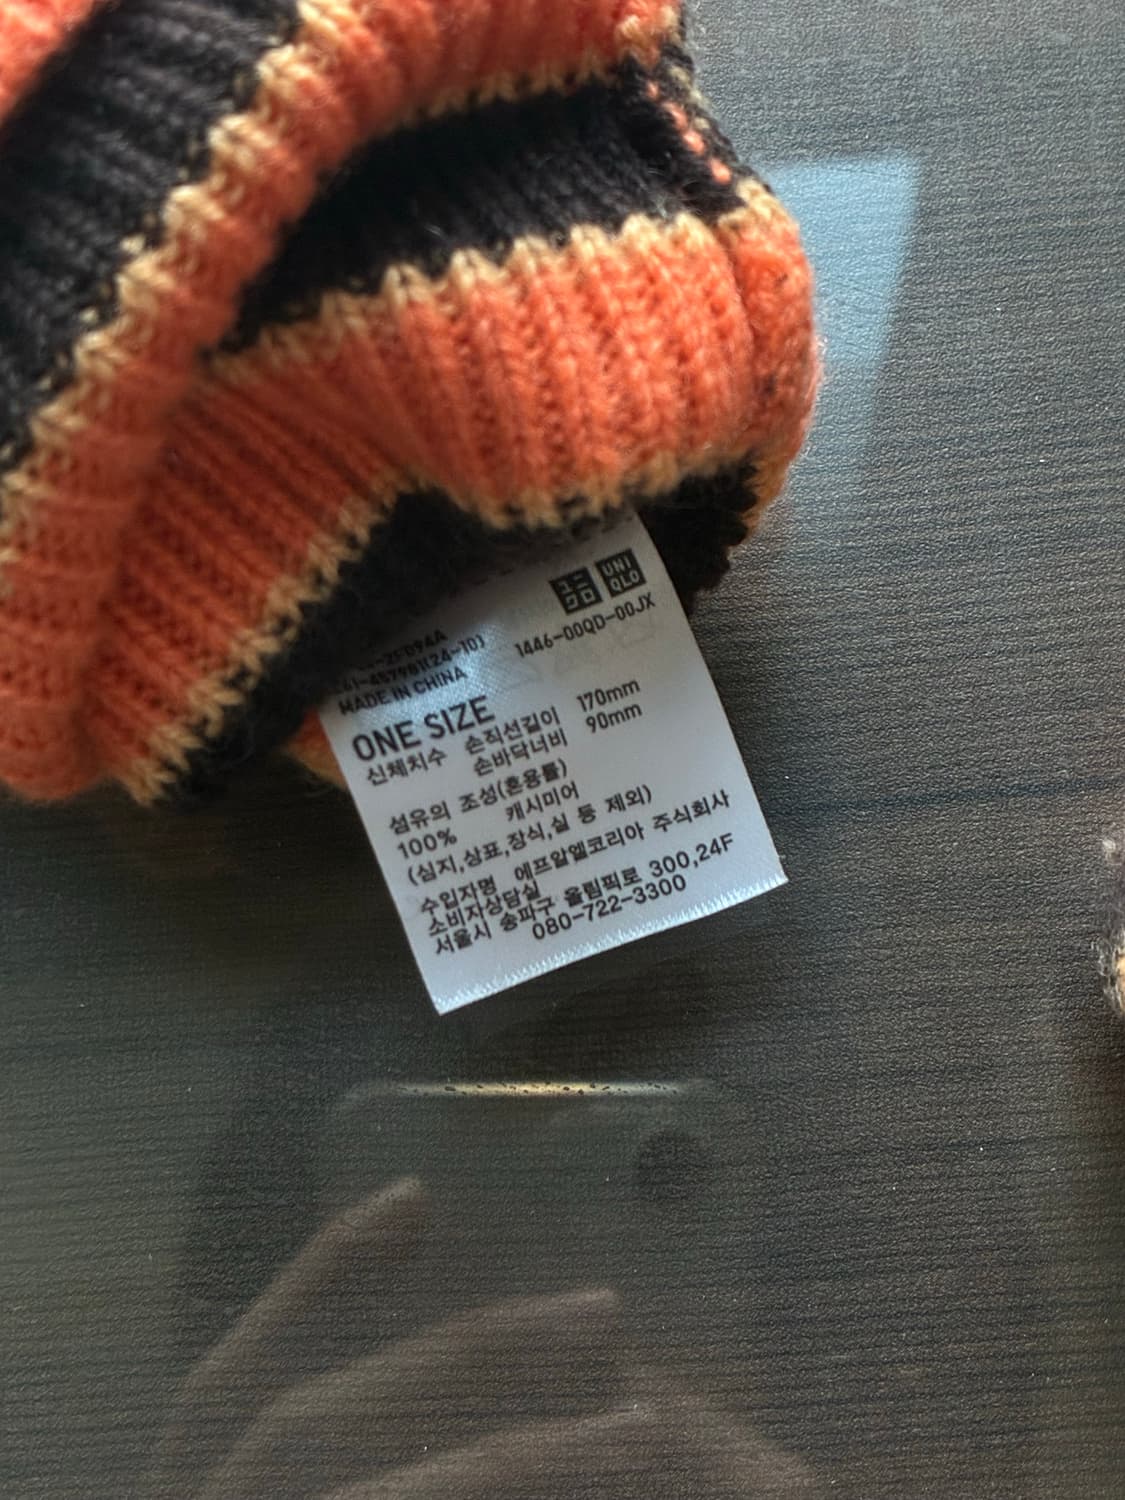 ユニ
クロ
UNI
QLO
1446-00QD-00JX
MADE IN CHINA
ONE SIZE
신체치수 손직선길이 170mm
손바닥너비 90mm
섬유의 조성(혼용률)
100% 캐시미어
(심지,상표,장식,실 등 제외)
수입자명 에프알엘코리아 주식회사
소비자상담실
서울시 송파구 올림픽로 300,24F
080-722-3300